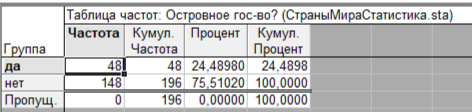 Таблица частот: Островное гос-во? (СтраныМираСтатистика.sta)
Группа Частота Кумул. Частота Процент Кумул. Процент
да 48 48 24,48980 24,4898
нет 148 196 75,51020 100,0000
Пропущ. 0 196 0,00000 100,0000